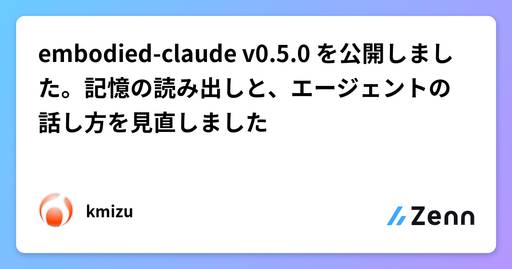 embodied-claude v0.5.0 を公開しまし
た。記憶の読み出しと、エージェントの
話し方を見直しました
kmizu
Zenn